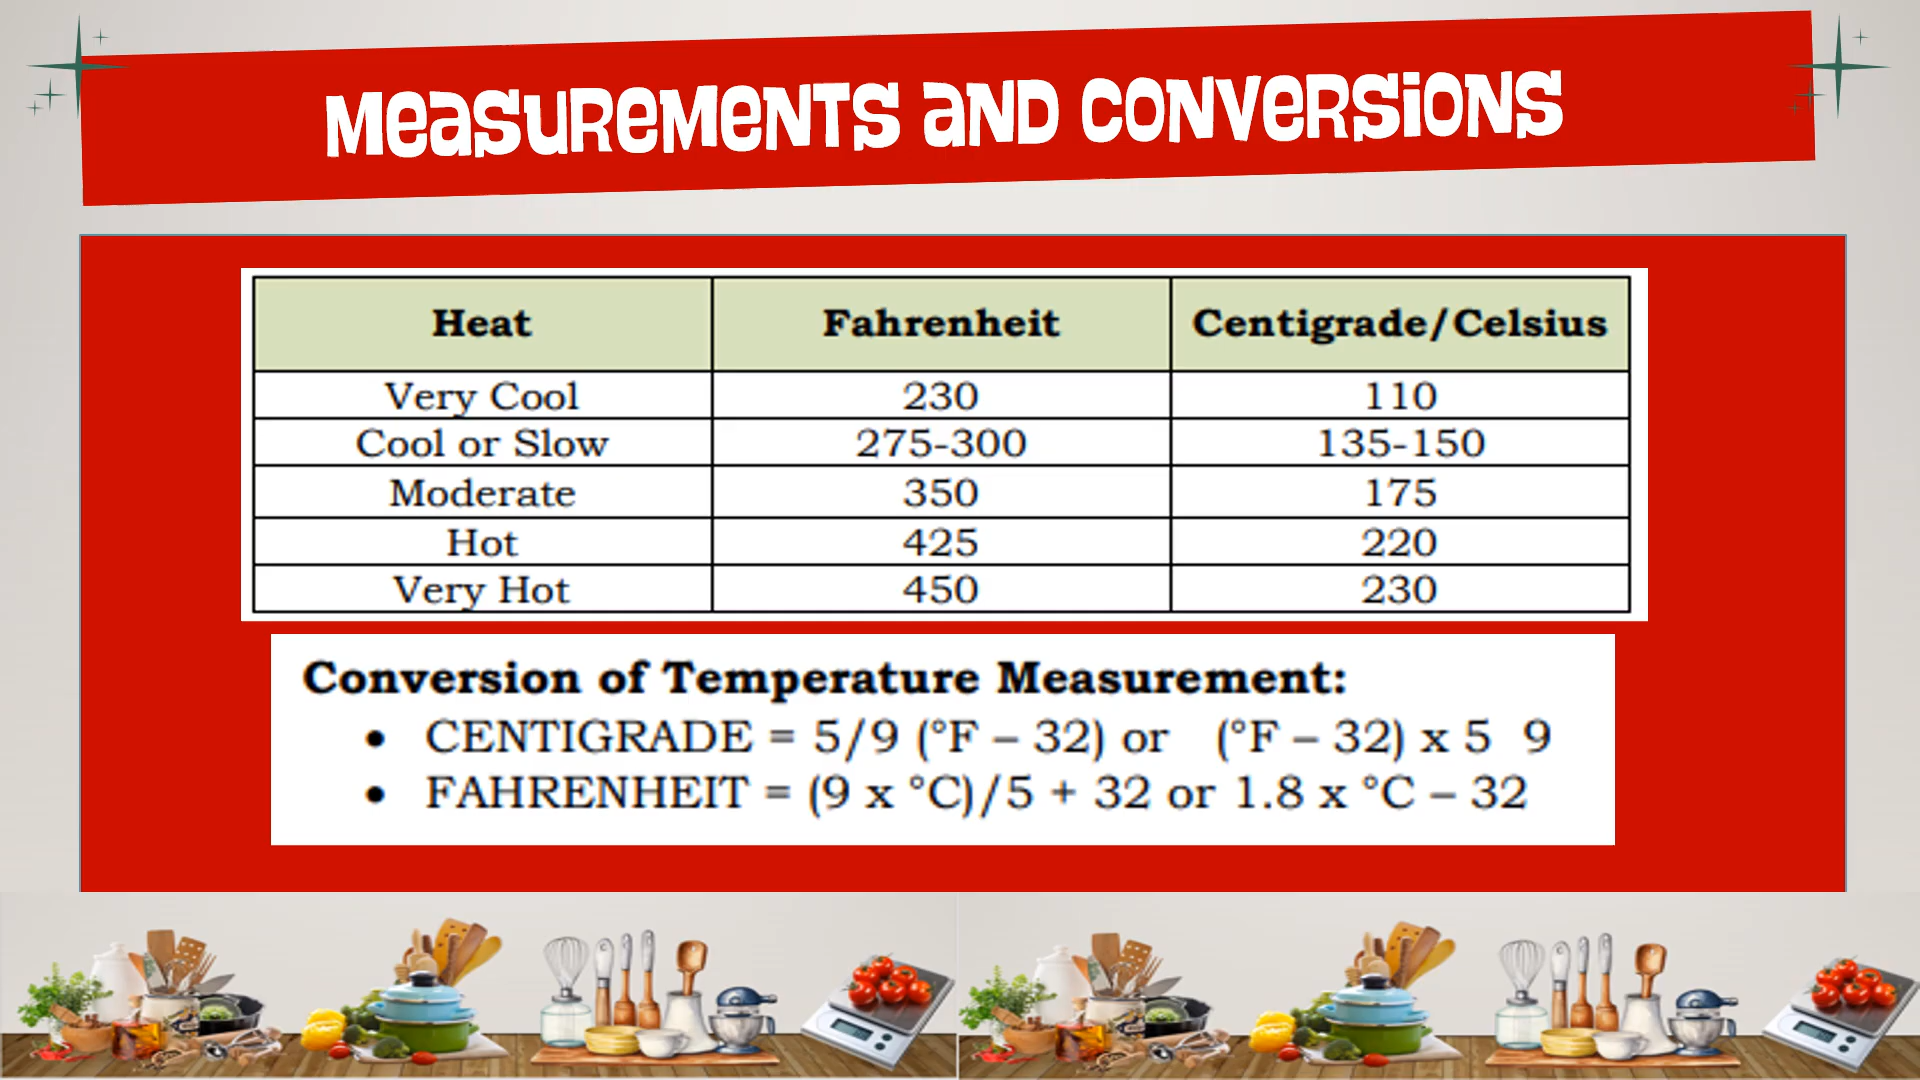 MEASUREMENTS AND CONVERSIONS
Heat Fahrenheit Centigrade/Celsius
Very Cool 230 110
Cool or Slow 275-300 135-150
Moderate 350 175
Hot 425 220
Very Hot 450 230
Conversion of Temperature Measurement:
• CENTIGRADE = 5/9 (°F – 32) or (°F – 32) x 5 9
• FAHRENHEIT = (9 x °C)/5 + 32 or 1.8 x °C – 32